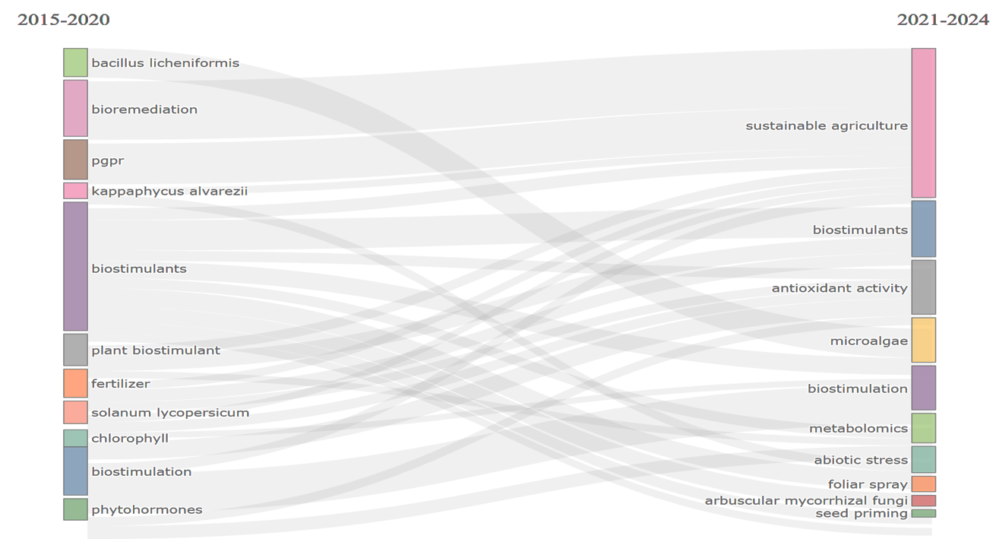 2015-2020
2021-2024
bacillus licheniformis
bioremediation
pgpr
kappaphycus alvarezii
biostimulants
plant biostimulant
fertilizer
solanum lycopersicum
chlorophyll
biostimulation
phytohormones
sustainable agriculture
biostimulants
antioxidant activity
microalgae
biostimulation
metabolomics
abiotic stress
foliar spray
arbuscular mycorrhizal fungi
seed priming